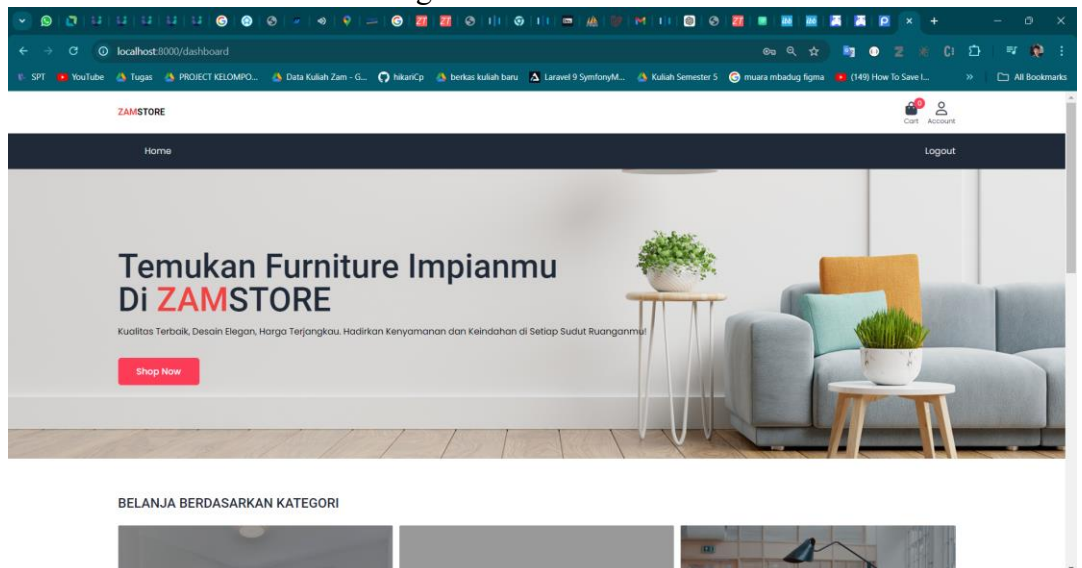 localhost:8000/dashboard
SPT YouTube Tugas PROJECT KELOMPO... Data Kuliah Zam - G... hikariCp berkas kuliah baru Laravel 9 SymfonyM... Kuliah Semester 5 muara mbadug figma (149) How To Save I... All Bookmarks
ZAMSTORE
0
Cart Account
Home Logout
Temukan Furniture Impianmu
Di ZAMSTORE
Kualitas Terbaik, Desain Elegan, Harga Terjangkau. Hadirkan Kenyamanan dan Keindahan di Setiap Sudut Ruanganmu!
Shop Now
BELANJA BERDASARKAN KATEGORI